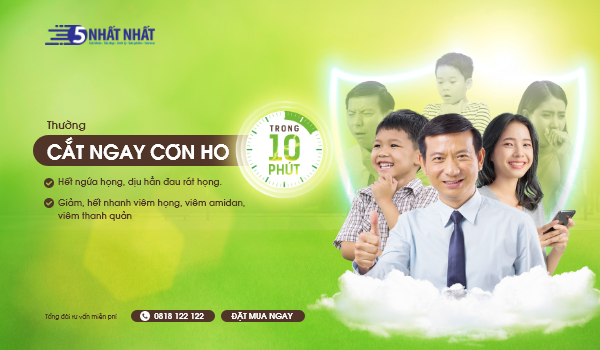 5 NHẤT NHẤT
Thường
CẮT NGAY CƠN HO
TRONG
10
PHÚT
Hết ngứa họng, dịu hẳn đau rát họng.
Giảm, hết nhanh viêm họng, viêm amidan,
viêm thanh quản
Tổng đài tư vấn miễn phí
0818 122 122
ĐẶT MUA NGAY